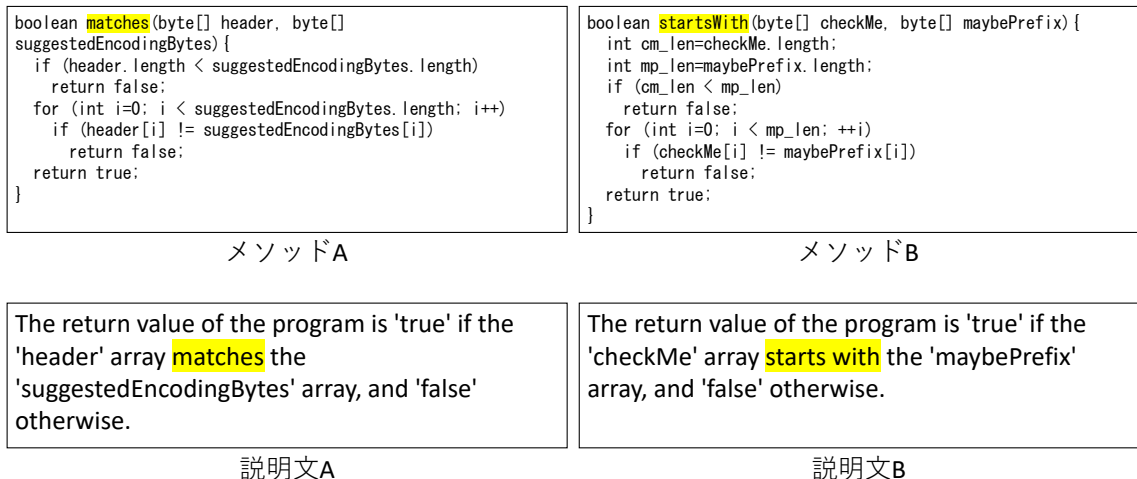 boolean matches(byte[] header, byte[]
suggestedEncodingBytes){
if (header.length < suggestedEncodingBytes.length)
return false;
for (int i=0; i < suggestedEncodingBytes.length; i++)
if (header[i] != suggestedEncodingBytes[i])
return false;
return true;
}
メソッドA
boolean startsWith(byte[] checkMe, byte[] maybePrefix){
int cm_len=checkMe.length;
int mp_len=maybePrefix.length;
if (cm_len < mp_len)
return false;
for (int i=0; i < mp_len; ++i)
if (checkMe[i] != maybePrefix[i])
return false;
return true;
}
メソッドB
The return value of the program is 'true' if the
'header' array matches the
'suggestedEncodingBytes' array, and 'false'
otherwise.
説明文A
The return value of the program is 'true' if the
'checkMe' array starts with the 'maybePrefix'
array, and 'false' otherwise.
説明文B